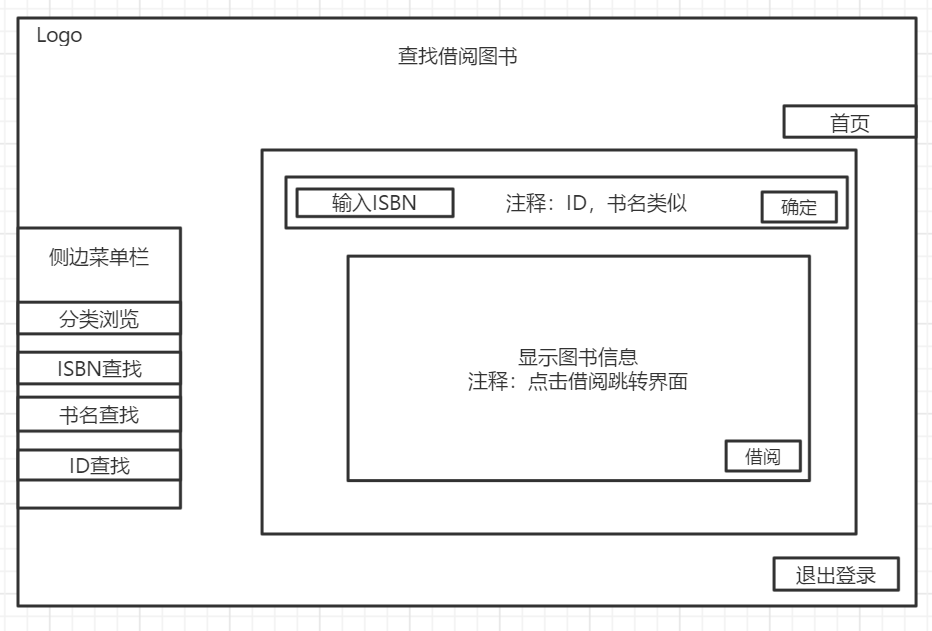 Logo
查找借阅图书
首页
输入ISBN
注释：ID，书名类似
确定
侧边菜单栏
分类浏览
ISBN查找
书名查找
ID查找
显示图书信息
注释：点击借阅跳转界面
借阅
退出登录